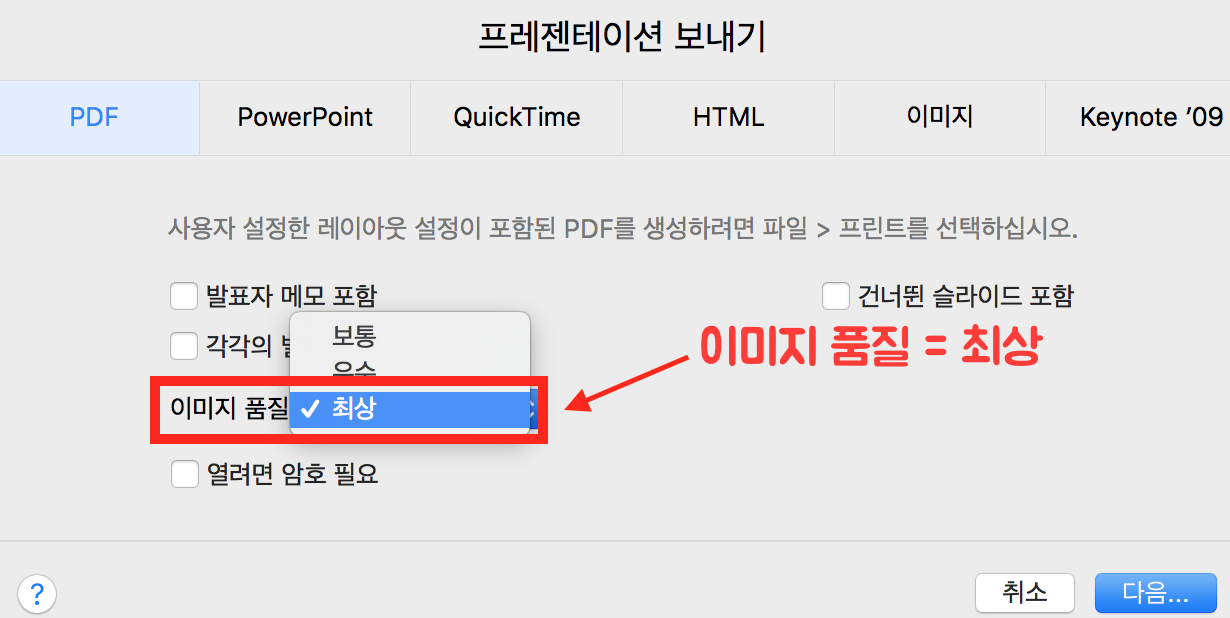 프레젠테이션 보내기
PDF PowerPoint QuickTime HTML 이미지 Keynote ’09
사용자 설정한 레이아웃 설정이 포함된 PDF를 생성하려면 파일 > 프린트를 선택하십시오.
발표자 메모 포함 건너뛴 슬라이드 포함
보통
각각의
이미지 품질 = 최상
이미지 품질 ✓ 최상
열려면 암호 필요
? 취소 다음...